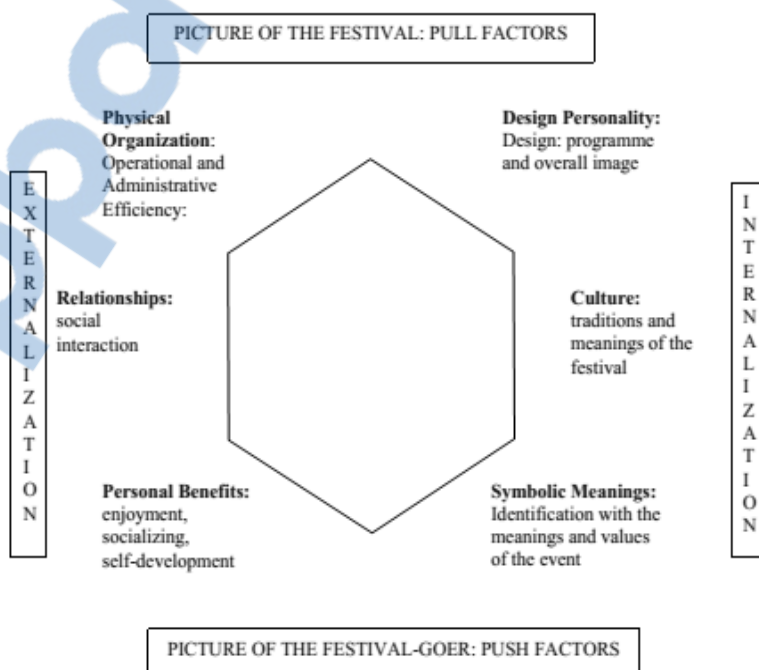 PICTURE OF THE FESTIVAL: PULL FACTORS
Physical
Organization:
Operational and
Administrative
Efficiency:
Design Personality:
Design: programme
and overall image
EXTERNALIZATION
INTERNALIZATION
Relationships:
social
interaction
Culture:
traditions and
meanings of the
festival
Personal Benefits:
enjoyment,
socializing,
self-development
Symbolic Meanings:
Identification with the
meanings and values
of the event
PICTURE OF THE FESTIVAL-GOER: PUSH FACTORS